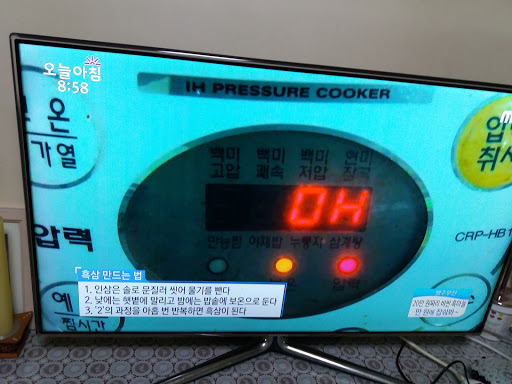 오늘아침
8:58
IH PRESSURE COOKER
온
가열
압력
예
백미 백미 백미 현미
고압 쾌속 저압 잡곡
0H
만능찜 야채밥 누룽지 삼계탕
압력
압
취사
CRP-HB1
흑삼 만드는 법
1. 인삼은 솔로 문질러 씻어 물기를 뺀다
2. 낮에는 햇볕에 말리고 밤에는 밥솥에 보온으로 둔다
3. '2'의 과정을 아홉 번 반복하면 흑삼이 된다